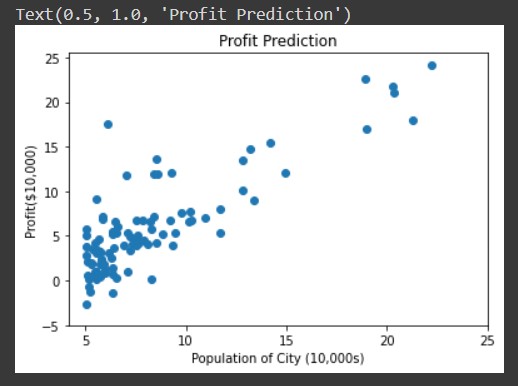 Text(0.5, 1.0, 'Profit Prediction')
Profit Prediction
25
20
15
10
5
0
−5
Profit($10,000)
5 10 15 20 25
Population of City (10,000s)